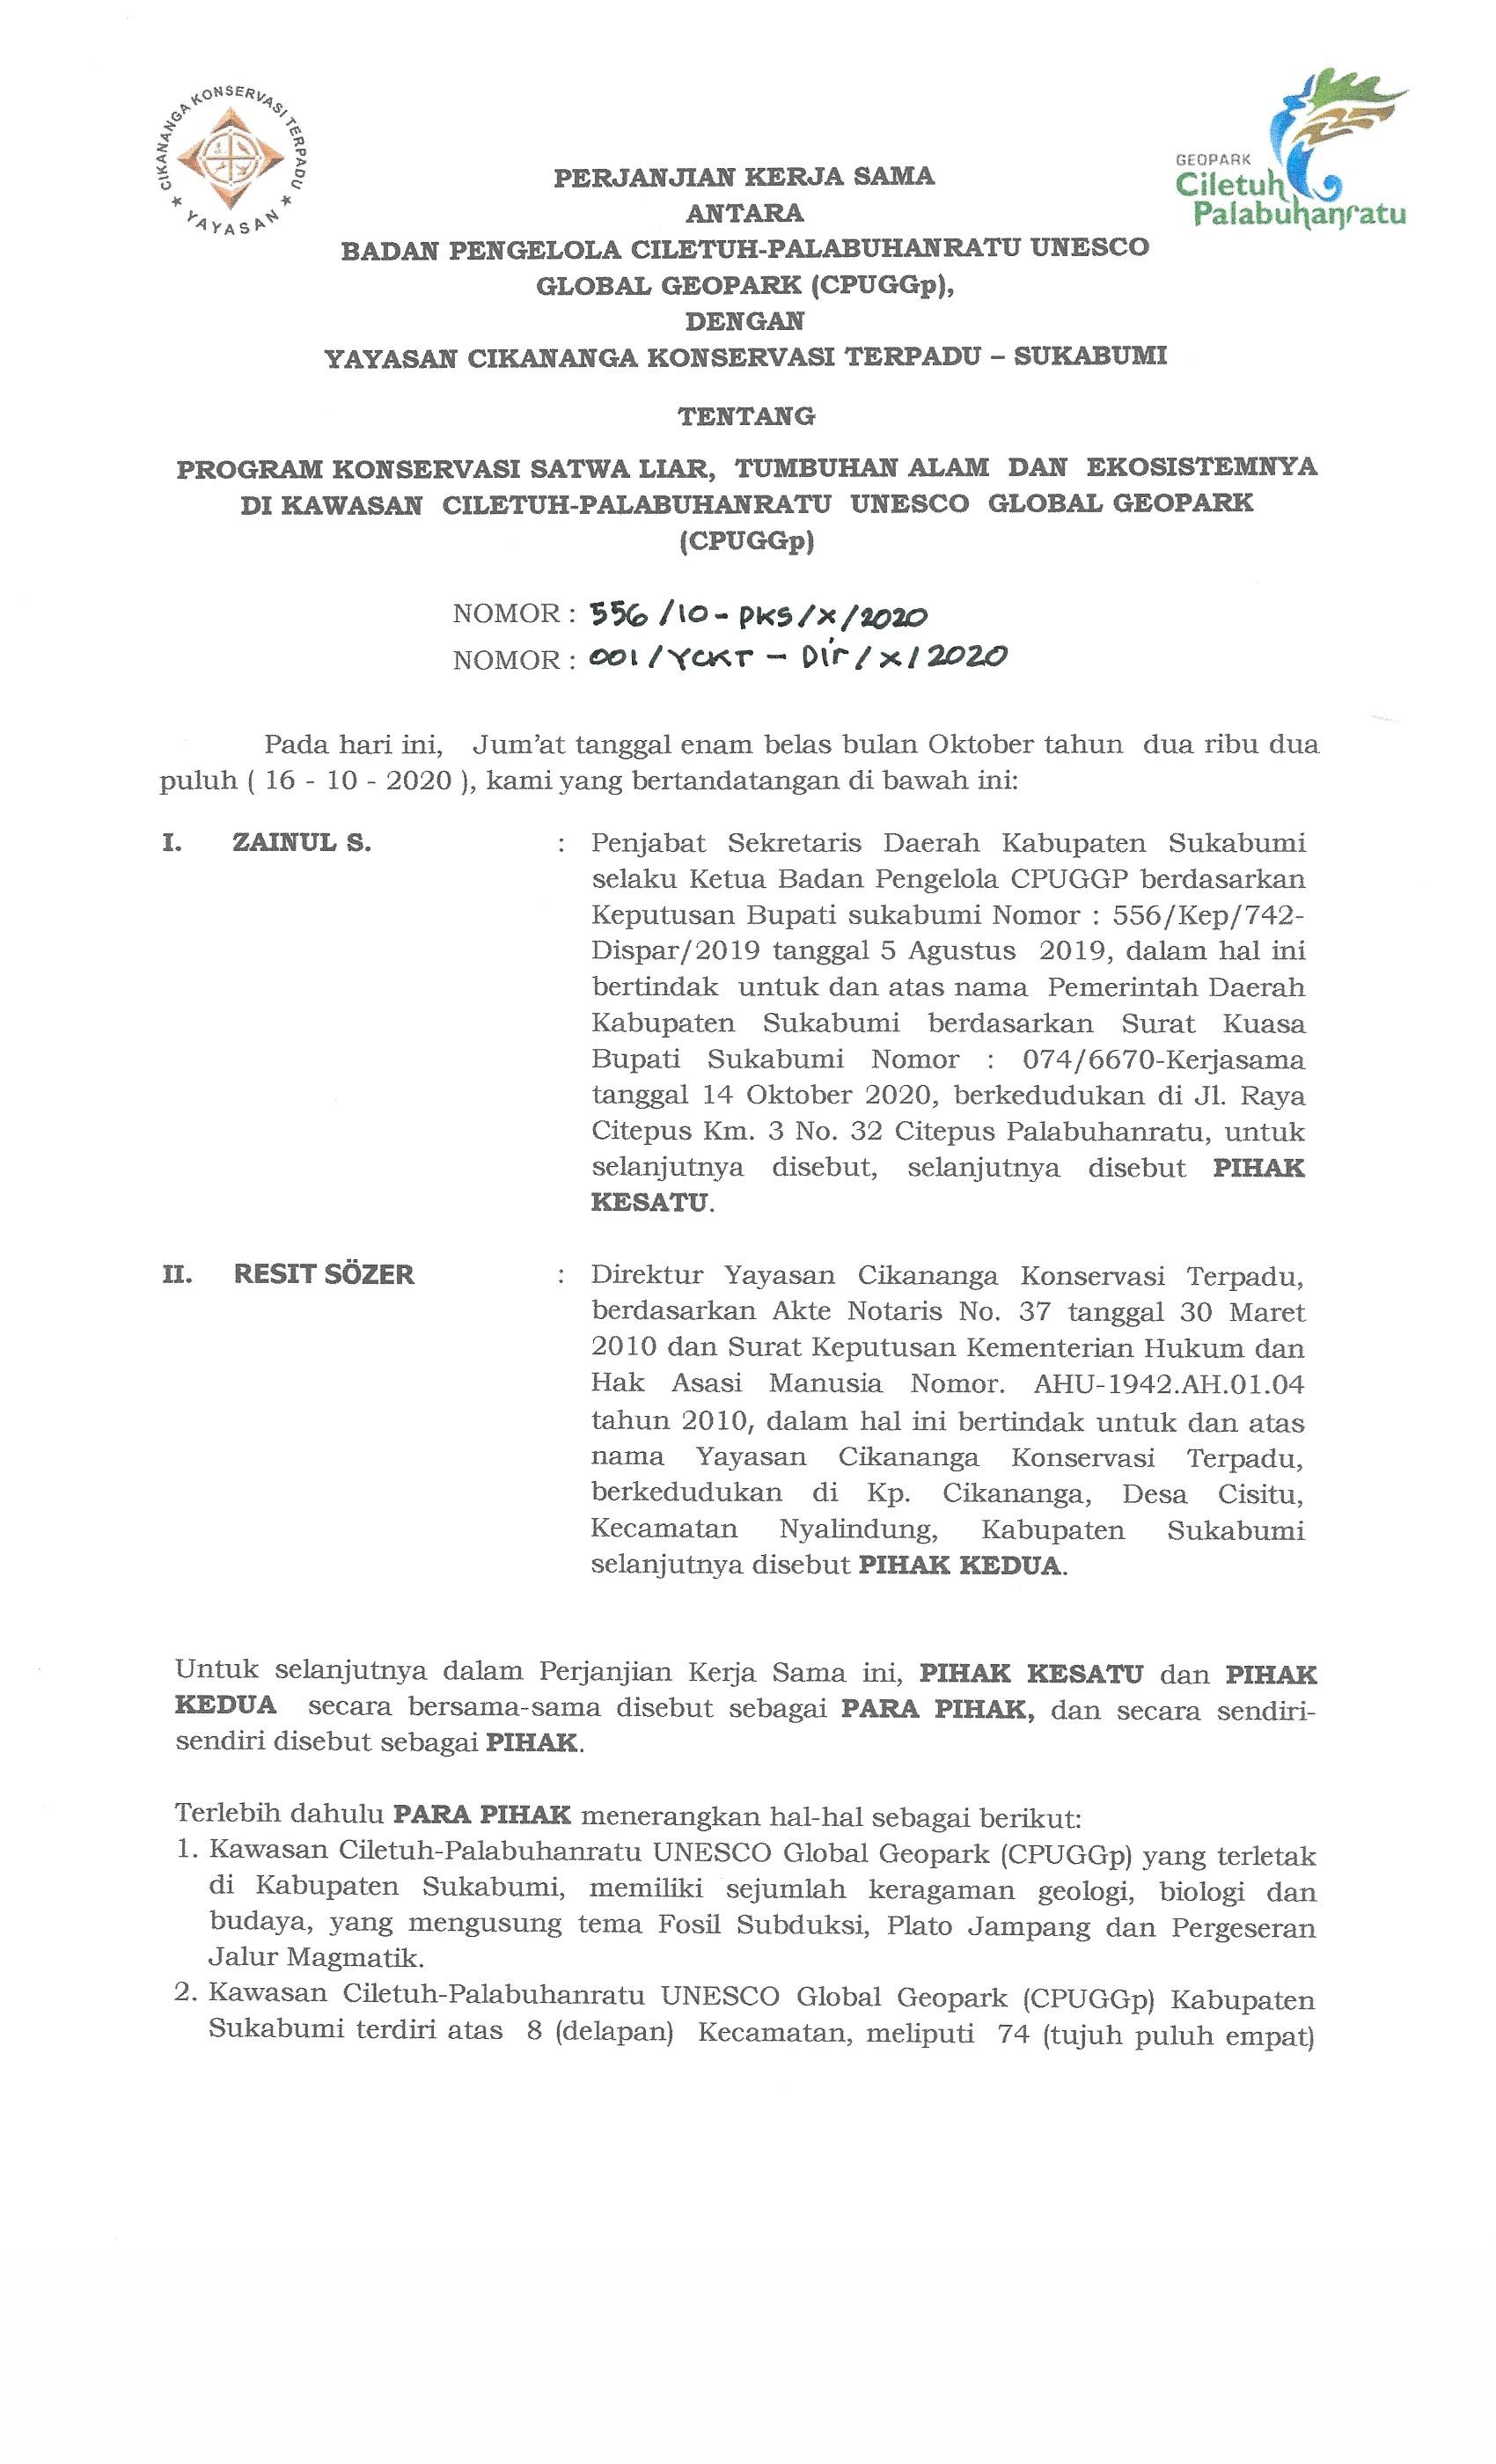 CIKANANGA KONSERVASI TERPADU
★ YAYASAN ★
GEOPARK
Ciletuh
Palabuhanratu
PERJANJIAN KERJA SAMA
ANTARA
BADAN PENGELOLA CILETUH-PALABUHANRATU UNESCO
GLOBAL GEOPARK (CPUGGp),
DENGAN
YAYASAN CIKANANGA KONSERVASI TERPADU – SUKABUMI
TENTANG
PROGRAM KONSERVASI SATWA LIAR, TUMBUHAN ALAM DAN EKOSISTEMNYA
DI KAWASAN CILETUH-PALABUHANRATU UNESCO GLOBAL GEOPARK
(CPUGGp)
NOMOR : 556/10-PKS/X/2020
NOMOR : 001/YCKT - Dir/X/2020
Pada hari ini, Jum'at tanggal enam belas bulan Oktober tahun dua ribu dua
puluh ( 16 - 10 - 2020 ), kami yang bertandatangan di bawah ini:
I. ZAINUL S. : Penjabat Sekretaris Daerah Kabupaten Sukabumi
selaku Ketua Badan Pengelola CPUGGP berdasarkan
Keputusan Bupati sukabumi Nomor : 556/Kep/742-
Dispar/2019 tanggal 5 Agustus 2019, dalam hal ini
bertindak untuk dan atas nama Pemerintah Daerah
Kabupaten Sukabumi berdasarkan Surat Kuasa
Bupati Sukabumi Nomor : 074/6670-Kerjasama
tanggal 14 Oktober 2020, berkedudukan di Jl. Raya
Citepus Km. 3 No. 32 Citepus Palabuhanratu, untuk
selanjutnya disebut, selanjutnya disebut PIHAK
KESATU.
II. RESIT SÖZER : Direktur Yayasan Cikananga Konservasi Terpadu,
berdasarkan Akte Notaris No. 37 tanggal 30 Maret
2010 dan Surat Keputusan Kementerian Hukum dan
Hak Asasi Manusia Nomor. AHU-1942.AH.01.04
tahun 2010, dalam hal ini bertindak untuk dan atas
nama Yayasan Cikananga Konservasi Terpadu,
berkedudukan di Kp. Cikananga, Desa Cisitu,
Kecamatan Nyalindung, Kabupaten Sukabumi
selanjutnya disebut PIHAK KEDUA.
Untuk selanjutnya dalam Perjanjian Kerja Sama ini, PIHAK KESATU dan PIHAK
KEDUA secara bersama-sama disebut sebagai PARA PIHAK, dan secara sendiri-
sendiri disebut sebagai PIHAK.
Terlebih dahulu PARA PIHAK menerangkan hal-hal sebagai berikut:
1. Kawasan Ciletuh-Palabuhanratu UNESCO Global Geopark (CPUGGp) yang terletak
di Kabupaten Sukabumi, memiliki sejumlah keragaman geologi, biologi dan
budaya, yang mengusung tema Fosil Subduksi, Plato Jampang dan Pergeseran
Jalur Magmatik.
2. Kawasan Ciletuh-Palabuhanratu UNESCO Global Geopark (CPUGGp) Kabupaten
Sukabumi terdiri atas 8 (delapan) Kecamatan, meliputi 74 (tujuh puluh empat)